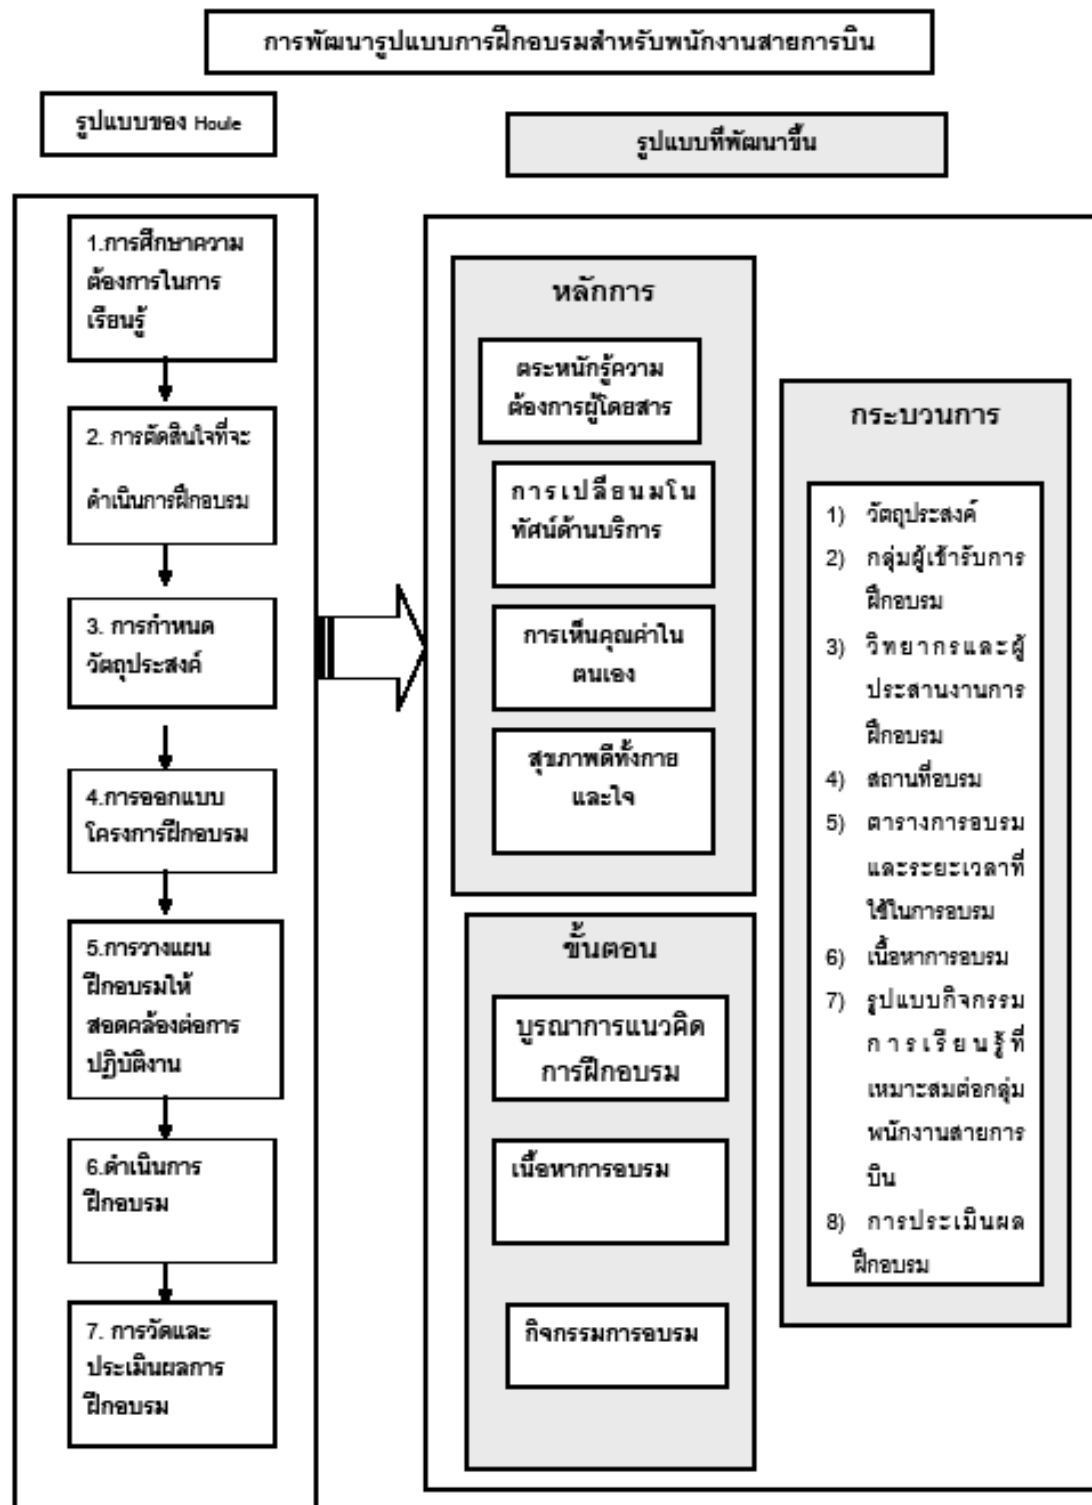 การพัฒนารูปแบบการฝึกอบรมสำหรับพนักงานสายการบิน
รูปแบบของ Houle
รูปแบบที่พัฒนาขึ้น
1.การศึกษาความ
ต้องการในการ
เรียนรู้
2. การตัดสินใจที่จะ
ดำเนินการฝึกอบรม
3. การกำหนด
วัตถุประสงค์
4.การออกแบบ
โครงการฝึกอบรม
5.การวางแผน
ฝึกอบรมให้
สอดคล้องต่อการ
ปฏิบัติงาน
6.ดำเนินการ
ฝึกอบรม
7. การวัดและ
ประเมินผลการ
ฝึกอบรม
หลักการ
ตระหนักรู้ความ
ต้องการผู้โดยสาร
การเปลี่ยนมโน
ทัศน์ด้านบริการ
การเห็นคุณค่าใน
ตนเอง
สุขภาพดีทั้งกาย
และใจ
ขั้นตอน
บูรณาการแนวคิด
การฝึกอบรม
เนื้อหาการอบรม
กิจกรรมการอบรม
กระบวนการ
1) วัตถุประสงค์
2) กลุ่มผู้เข้ารับการ
ฝึกอบรม
3) วิทยากรและผู้
ประสานงานการ
ฝึกอบรม
4) สถานที่อบรม
5) ตารางการอบรม
และระยะเวลาที่
ใช้ในการอบรม
6) เนื้อหาการอบรม
7) รูปแบบกิจกรรม
การเรียนรู้ที่
เหมาะสมต่อกลุ่ม
พนักงานสายการ
บิน
8) การประเมินผล
ฝึกอบรม